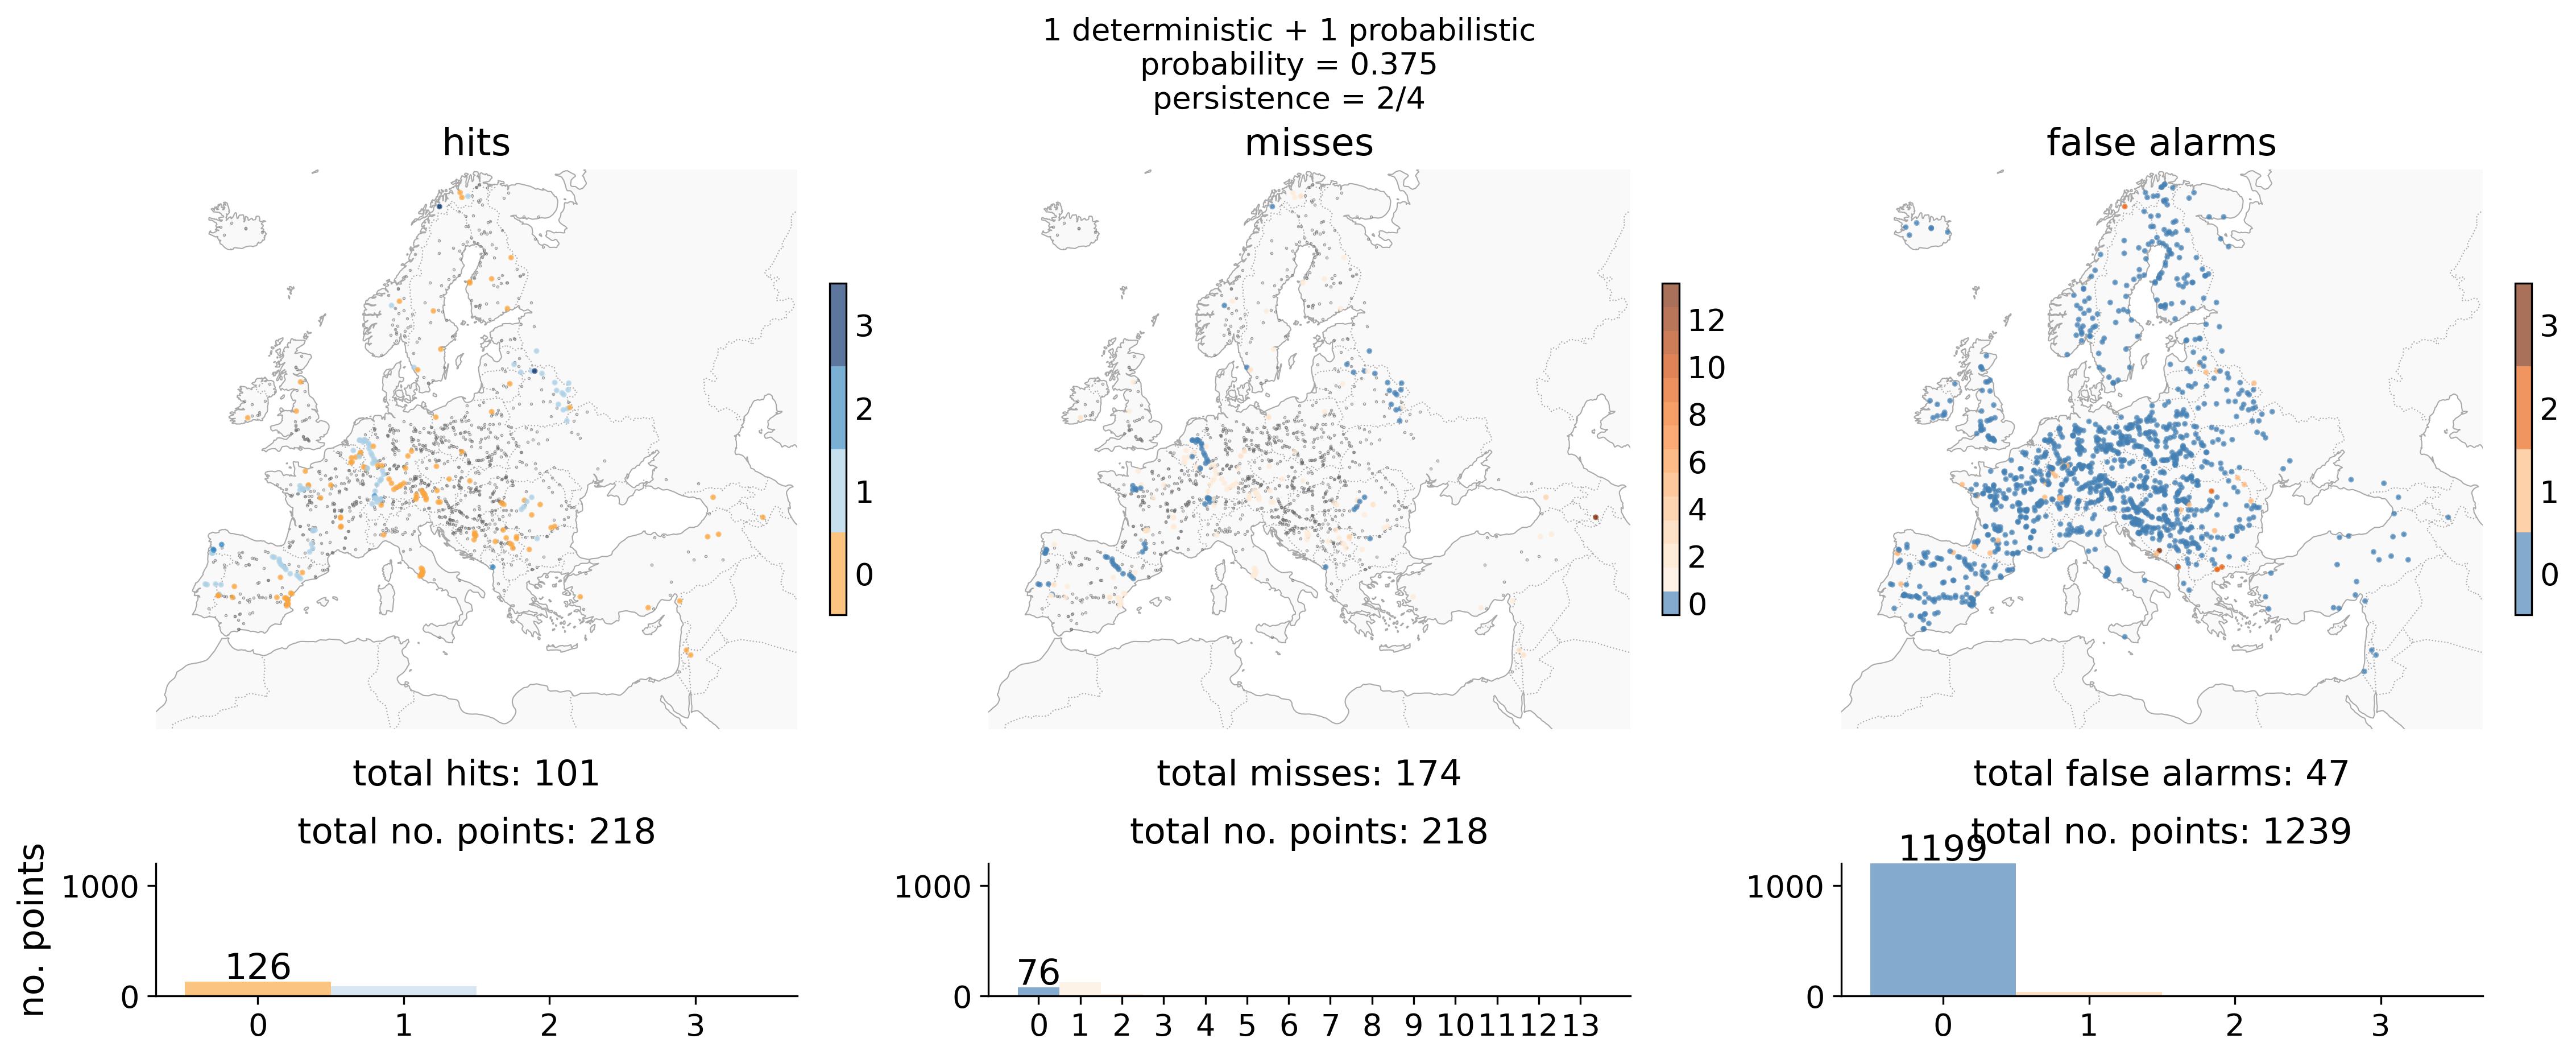 1 deterministic + 1 probabilistic
probability = 0.375
persistence = 2/4
hits
misses
false alarms
3
2
1
0
12
10
8
6
4
2
0
3
2
1
0
total hits: 101
total misses: 174
total false alarms: 47
total no. points: 218
total no. points: 218
total no. points: 1239
no. points
1000
0
126
0 1 2 3
1000
0
76
0 1 2 3 4 5 6 7 8 9 10 11 12 13
1000
0
1199
0 1 2 3